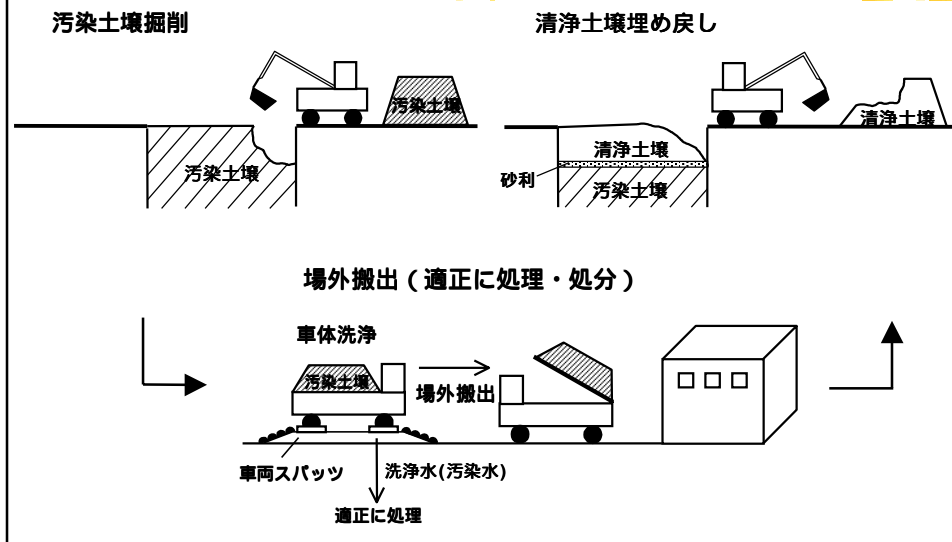 汚染土壌掘削
清浄土壌埋め戻し
汚染土壌
汚染土壌
清浄土壌
清浄土壌
砂利
汚染土壌
場外搬出（適正に処理・処分）
車体洗浄
汚染土壌
場外搬出
車両スパッツ
洗浄水(汚染水)
適正に処理